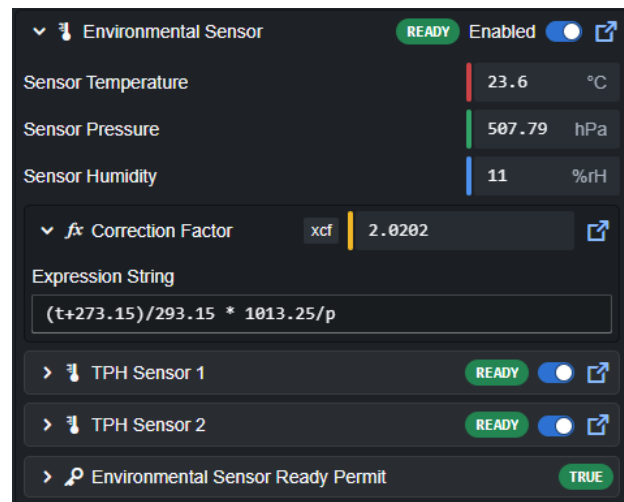 Environmental Sensor READY Enabled
Sensor Temperature 23.6 °C
Sensor Pressure 507.79 hPa
Sensor Humidity 11 %rH
fx Correction Factor xcf 2.0202
Expression String
(t+273.15)/293.15 * 1013.25/p
TPH Sensor 1 READY
TPH Sensor 2 READY
Environmental Sensor Ready Permit TRUE